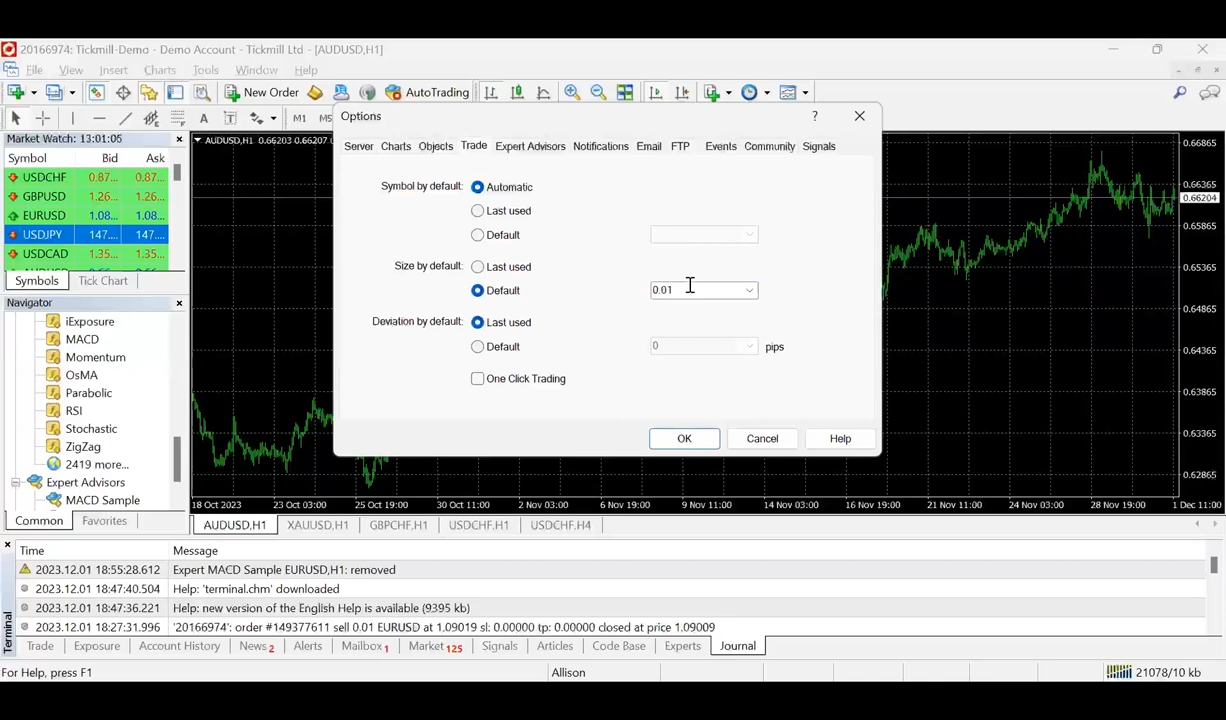 20166974: Tickmill-Demo - Demo Account - Tickmill Ltd - [AUDUSD,H1]
File View Insert Charts Tools Window Help
New Order AutoTrading
A T M1 M5
Market Watch: 13:01:05
Symbol Bid Ask
USDCHF 0.87... 0.87...
GBPUSD 1.26... 1.26...
EURUSD 1.08... 1.08...
USDJPY 147.... 147....
USDCAD 1.35... 1.35...
Symbols Tick Chart
Navigator
iExposure
MACD
Momentum
OsMA
Parabolic
RSI
Stochastic
ZigZag
2419 more...
Expert Advisors
MACD Sample
Common Favorites
AUDUSD,H1 0.66203 0.66207
Options ?
Server Charts Objects Trade Expert Advisors Notifications Email FTP Events Community Signals
Symbol by default: Automatic
Last used
Default
Size by default: Last used
Default 0.01
Deviation by default: Last used
Default 0 pips
One Click Trading
OK Cancel Help
0.66865
0.66365
0.66204
0.65865
0.65365
0.64865
0.64365
0.63865
0.63365
0.62865
18 Oct 2023 23 Oct 03:00 25 Oct 19:00 30 Oct 11:00 2 Nov 03:00 6 Nov 19:00 9 Nov 11:00 14 Nov 03:00 16 Nov 19:00 21 Nov 11:00 24 Nov 03:00 28 Nov 19:00 1 Dec 11:00
AUDUSD,H1 XAUUSD,H1 GBPCHF,H1 USDCHF,H1 USDCHF,H4
Time Message
2023.12.01 18:55:28.612 Expert MACD Sample EURUSD,H1: removed
2023.12.01 18:47:40.504 Help: 'terminal.chm' downloaded
2023.12.01 18:47:36.221 Help: new version of the English Help is available (9395 kb)
2023.12.01 18:27:31.996 '20166974': order #149377611 sell 0.01 EURUSD at 1.09019 sl: 0.00000 tp: 0.00000 closed at price 1.09009
Terminal
Trade Exposure Account History News 2 Alerts Mailbox 1 Market 125 Signals Articles Code Base Experts Journal
For Help, press F1 Allison 21078/10 kb